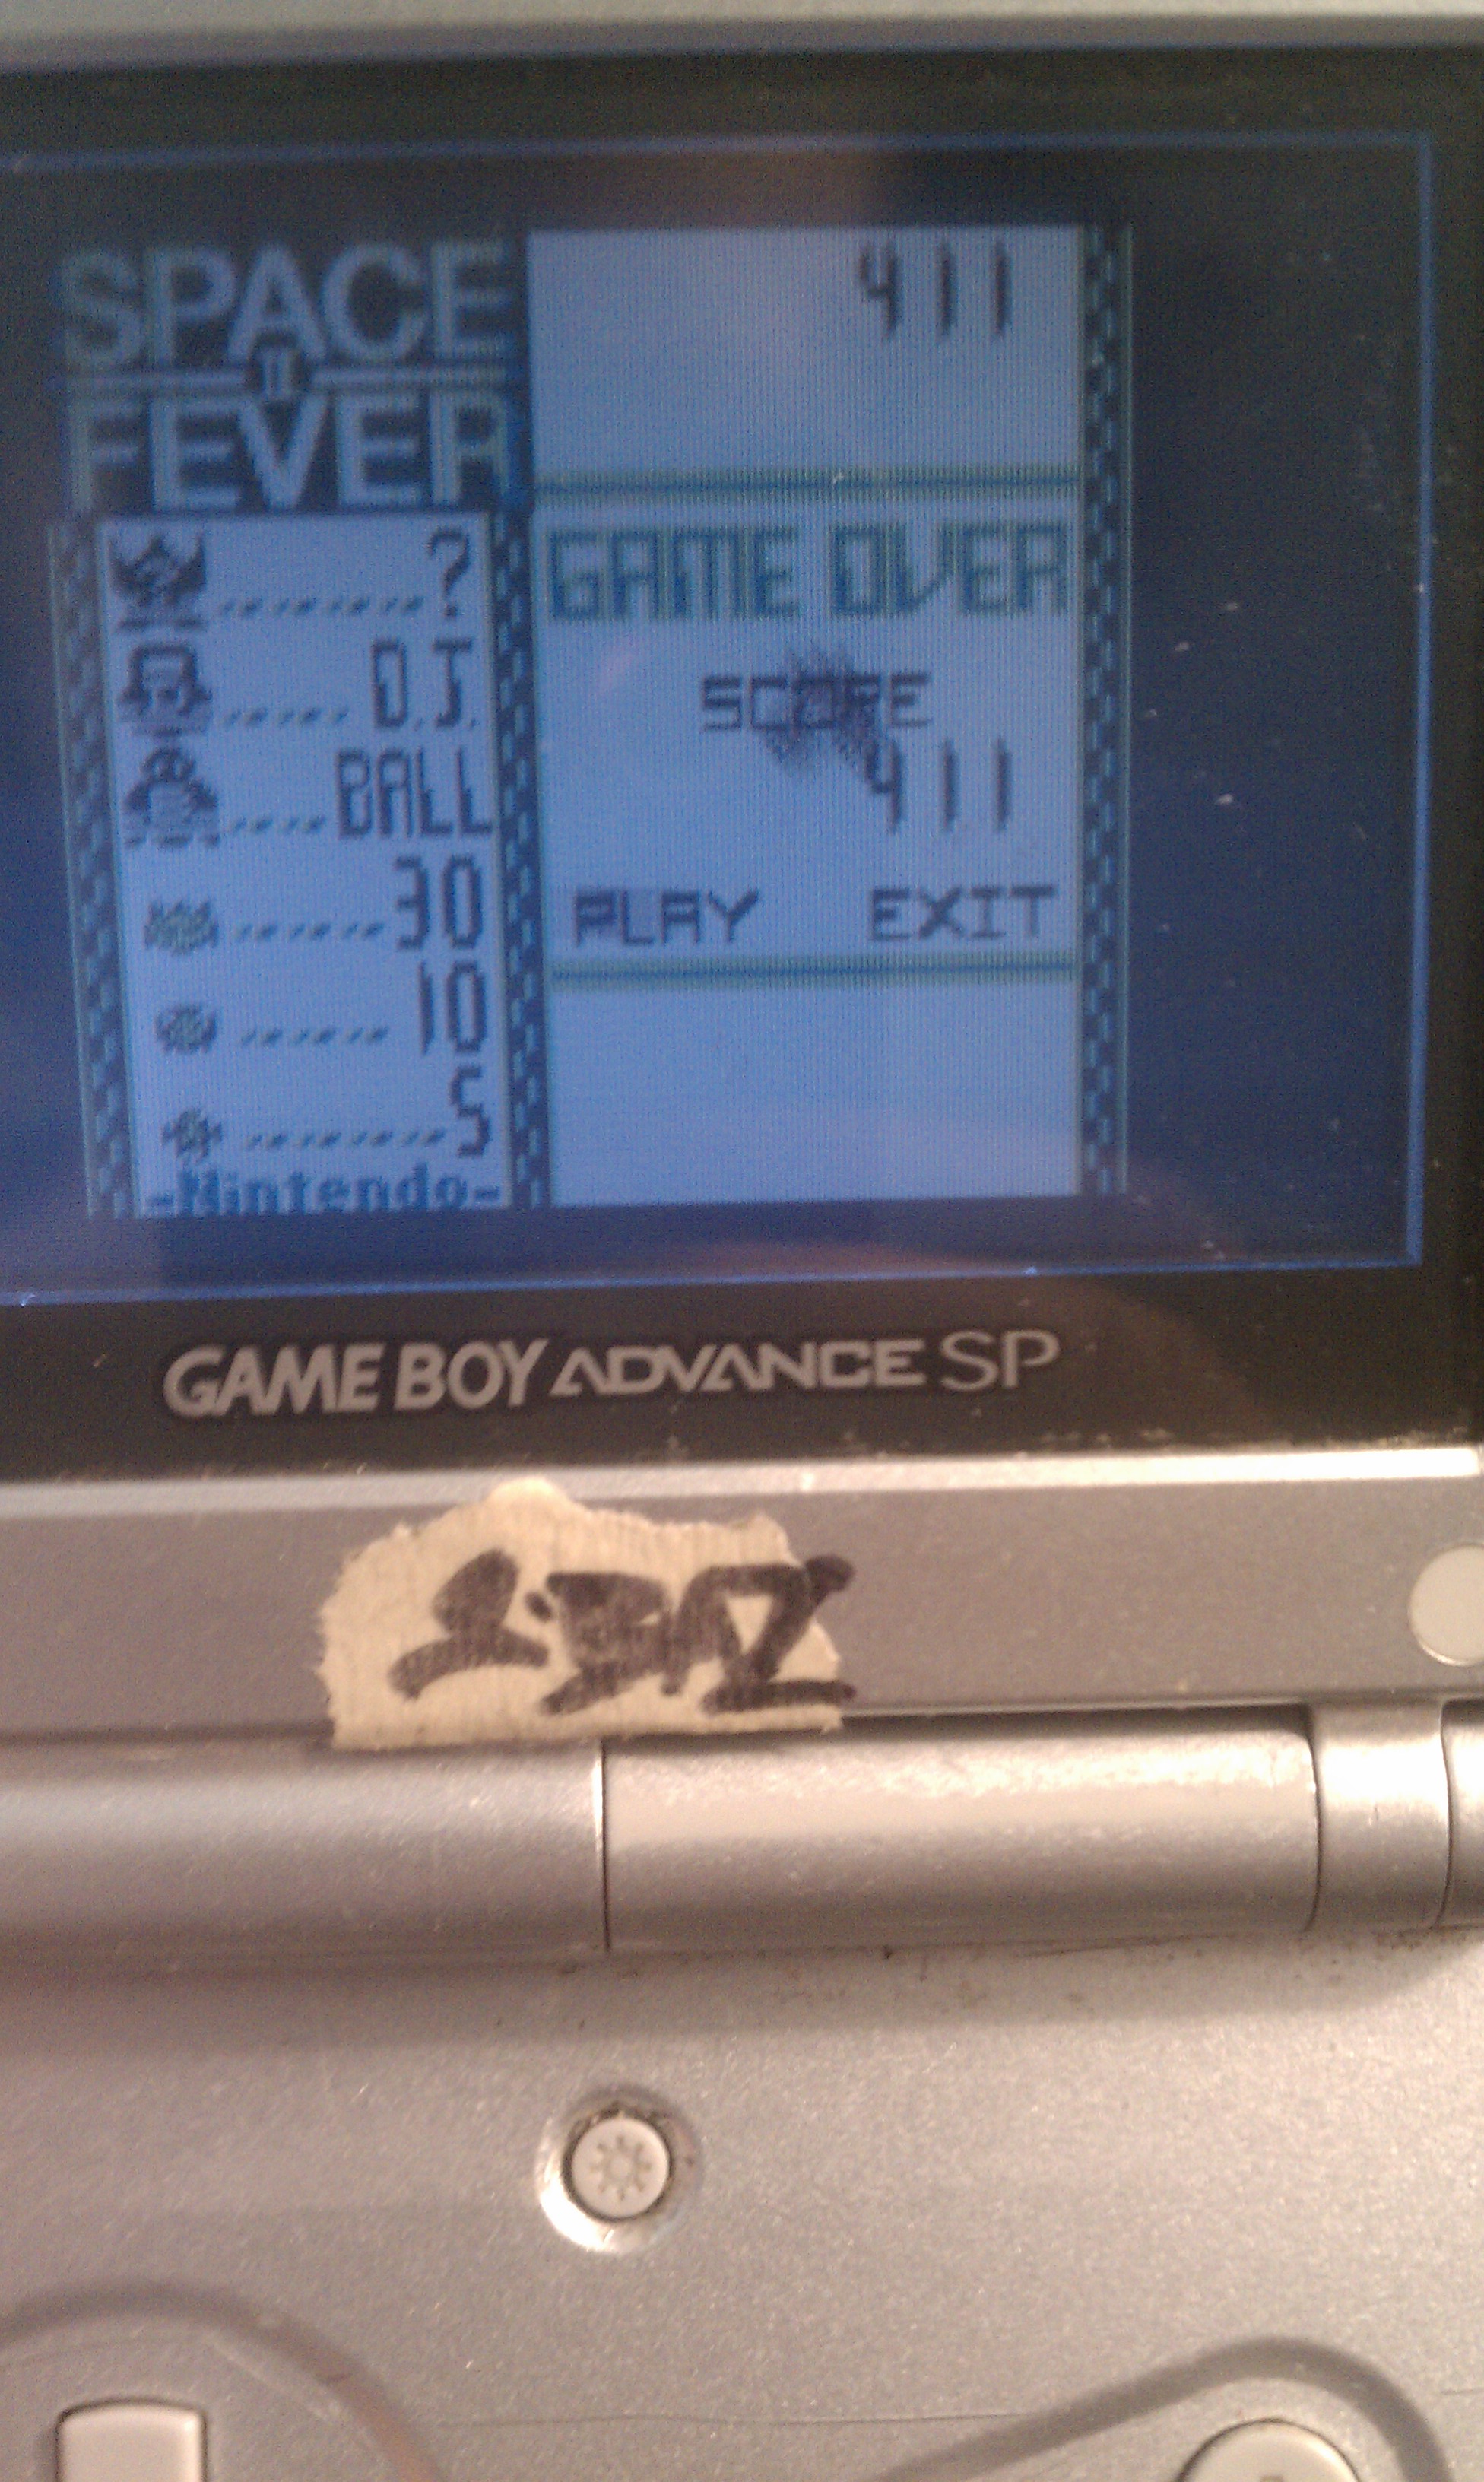 SPACE
II
FEVER
........?
.....D.J.
....BALL
......30
......10
........5
-Nintendo-
411
GAME OVER
SCORE
411
PLAY EXIT
GAME BOY ADVANCE SP